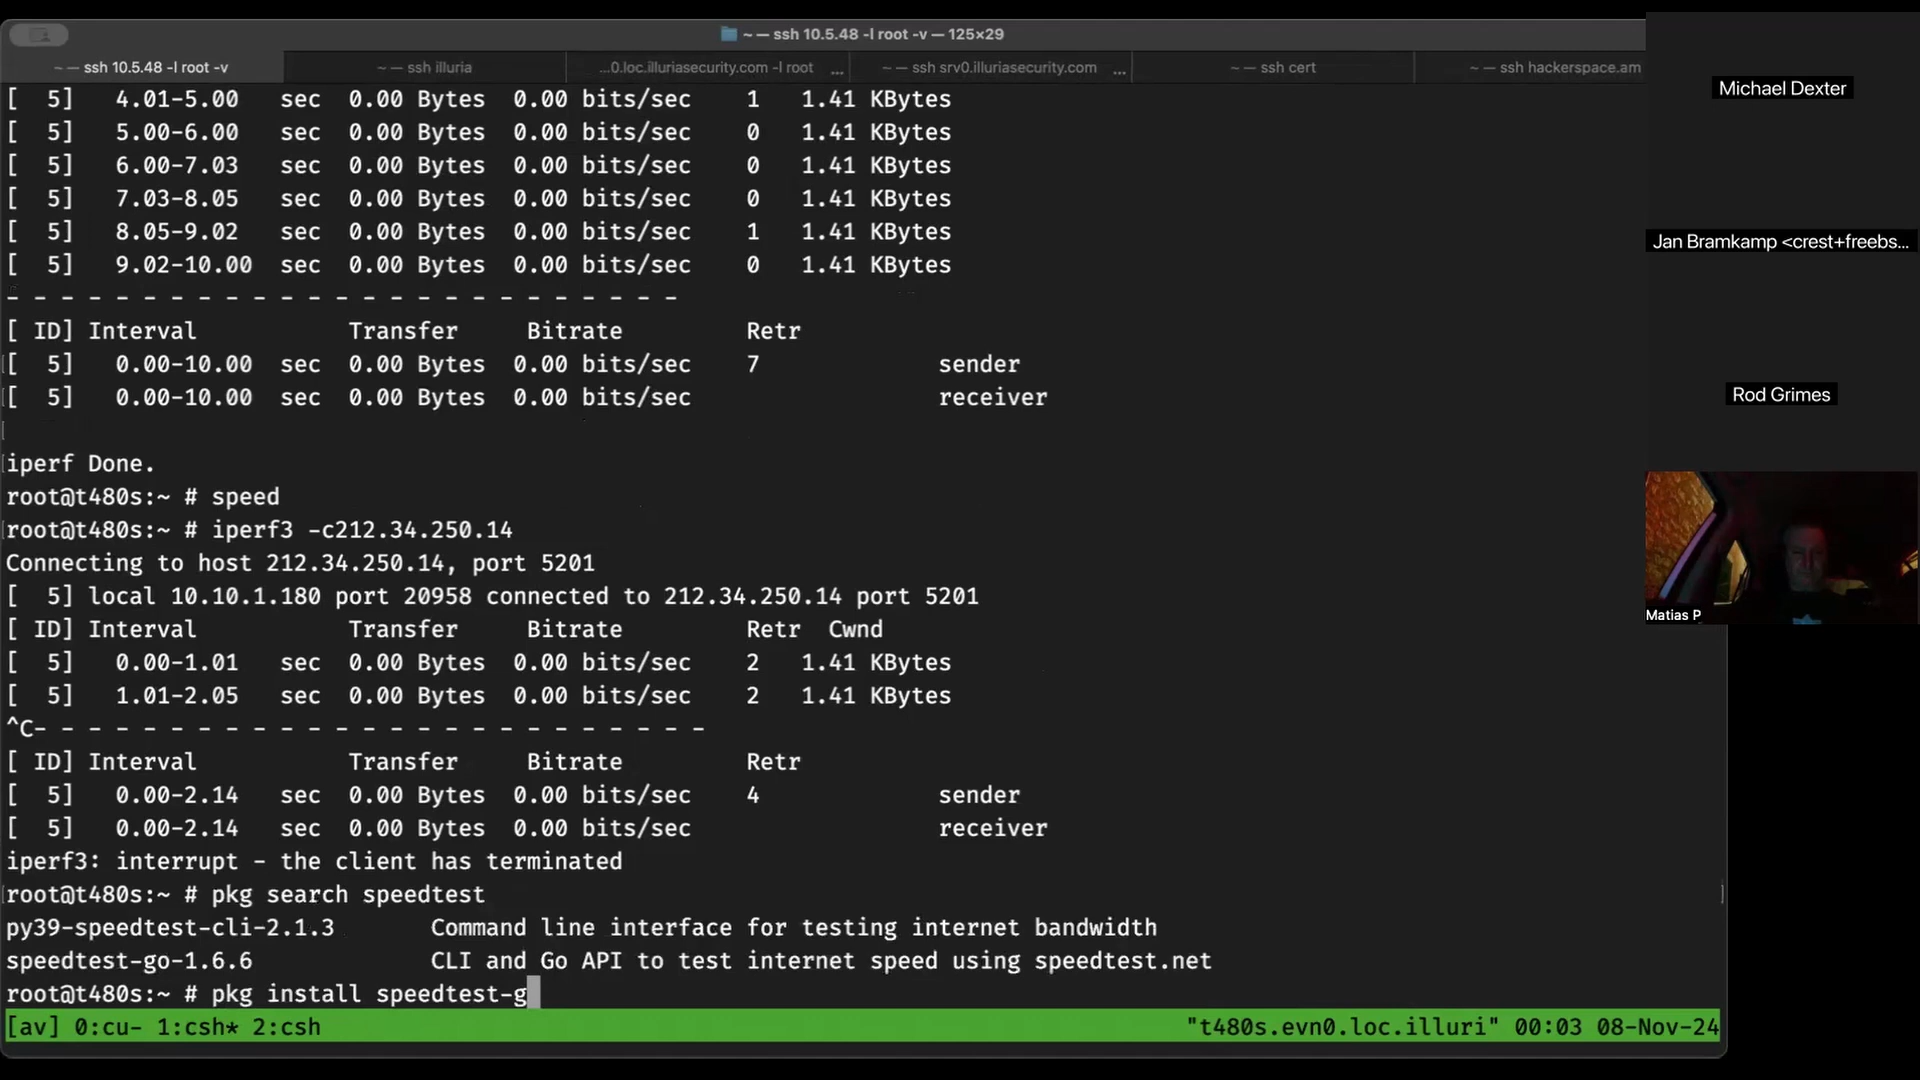 ~ — ssh 10.5.48 -l root -v — 125×29
~ — ssh 10.5.48 -l root -v
~ — ssh illuria
...0.loc.illuriasecurity.com -l root ...
~ — ssh srv0.illuriasecurity.com ...
~ — ssh cert
~ — ssh hackerspace.am
[  5]   4.01-5.00   sec  0.00 Bytes  0.00 bits/sec    1   1.41 KBytes
[  5]   5.00-6.00   sec  0.00 Bytes  0.00 bits/sec    0   1.41 KBytes
[  5]   6.00-7.03   sec  0.00 Bytes  0.00 bits/sec    0   1.41 KBytes
[  5]   7.03-8.05   sec  0.00 Bytes  0.00 bits/sec    0   1.41 KBytes
[  5]   8.05-9.02   sec  0.00 Bytes  0.00 bits/sec    1   1.41 KBytes
[  5]   9.02-10.00  sec  0.00 Bytes  0.00 bits/sec    0   1.41 KBytes
- - - - - - - - - - - - - - - - - - - - - - - - -
[ ID] Interval           Transfer     Bitrate         Retr
[  5]   0.00-10.00  sec  0.00 Bytes  0.00 bits/sec    7             sender
[  5]   0.00-10.00  sec  0.00 Bytes  0.00 bits/sec                  receiver
iperf Done.
root@t480s:~ # speed
root@t480s:~ # iperf3 -c212.34.250.14
Connecting to host 212.34.250.14, port 5201
[  5] local 10.10.1.180 port 20958 connected to 212.34.250.14 port 5201
[ ID] Interval           Transfer     Bitrate         Retr  Cwnd
[  5]   0.00-1.01   sec  0.00 Bytes  0.00 bits/sec    2   1.41 KBytes
[  5]   1.01-2.05   sec  0.00 Bytes  0.00 bits/sec    2   1.41 KBytes
^C- - - - - - - - - - - - - - - - - - - - - - - - -
[ ID] Interval           Transfer     Bitrate         Retr
[  5]   0.00-2.14   sec  0.00 Bytes  0.00 bits/sec    4             sender
[  5]   0.00-2.14   sec  0.00 Bytes  0.00 bits/sec                  receiver
iperf3: interrupt - the client has terminated
root@t480s:~ # pkg search speedtest
py39-speedtest-cli-2.1.3       Command line interface for testing internet bandwidth
speedtest-go-1.6.6             CLI and Go API to test internet speed using speedtest.net
root@t480s:~ # pkg install speedtest-g
[av] 0:cu- 1:csh* 2:csh "t480s.evn0.loc.illuri" 00:03 08-Nov-24
Michael Dexter
Jan Bramkamp <crest+freebs...
Rod Grimes
Matias P